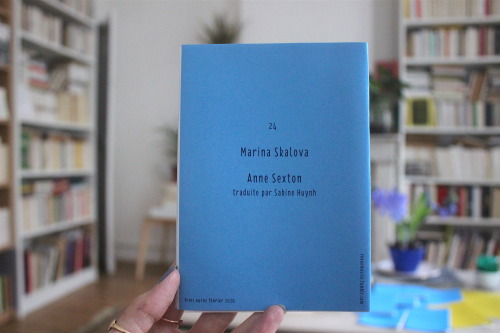 24
Marina Skalova
Anne Sexton
traduite par Sabine Huynh